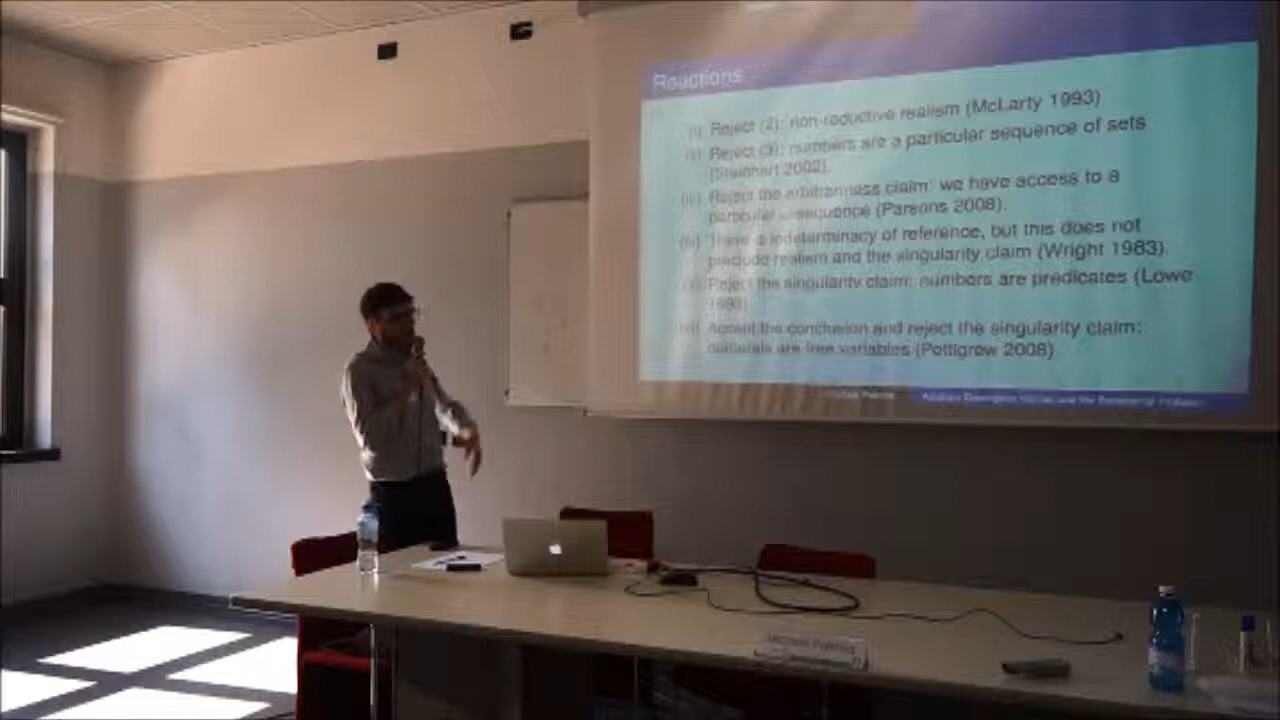 Reactions
(i) Reject (2): non-reductive realism (McLarty 1993)
(ii) Reject (3): numbers are a particular sequence of sets
(Steinhart 2002).
(iii) Reject the arbitrariness claim: we have access to a
particular sequence (Parsons 2008).
(iv) There is indeterminacy of reference, but this does not
preclude realism and the singularity claim (Wright 1983).
(v) Reject the singularity claim: numbers are predicates (Lowe
1993)
(vi) Accept the conclusion and reject the singularity claim:
numerals are free variables (Pettigrew 2008)